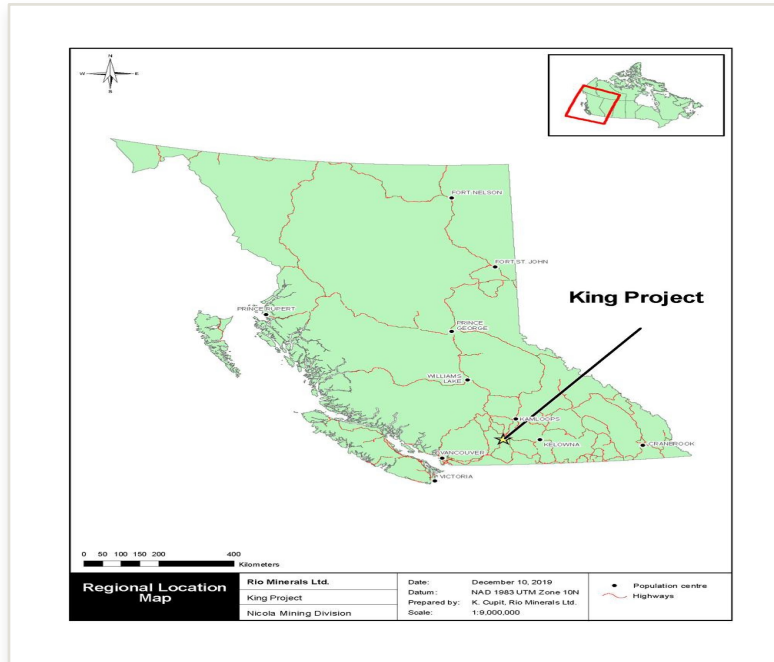 N
W E
S
FORT NELSON
FORT ST. JOHN
King Project
PRINCE RUPERT
PRINCE
GEORGE
WILLIAMS
LAKE
KAMLOOPS
KELOWNA
CRANBROOK
VANCOUVER
VICTORIA
0 50 100 150 200 400
Kilometers
Regional Location
Map
Rio Minerals Ltd.
King Project
Nicola Mining Division
Date: December 10, 2019
Datum: NAD 1983 UTM Zone 10N
Prepared by: K. Cupit, Rio Minerals Ltd.
Scale: 1:9,000,000
Population centre
Highways